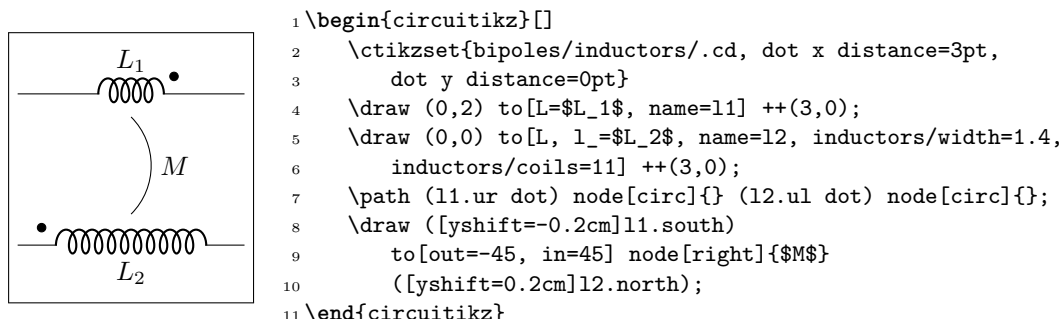 L1
M
L2
1 \begin{circuitikz}[]
2 \ctikzset{bipoles/inductors/.cd, dot x distance=3pt,
3 dot y distance=0pt}
4 \draw (0,2) to[L=$L_1$, name=l1] ++(3,0);
5 \draw (0,0) to[L, l_=$L_2$, name=l2, inductors/width=1.4,
6 inductors/coils=11] ++(3,0);
7 \path (l1.ur dot) node[circ]{} (l2.ul dot) node[circ]{};
8 \draw ([yshift=-0.2cm]l1.south)
9 to[out=-45, in=45] node[right]{$M$}
10 ([yshift=0.2cm]l2.north);
11 \end{circuitikz}